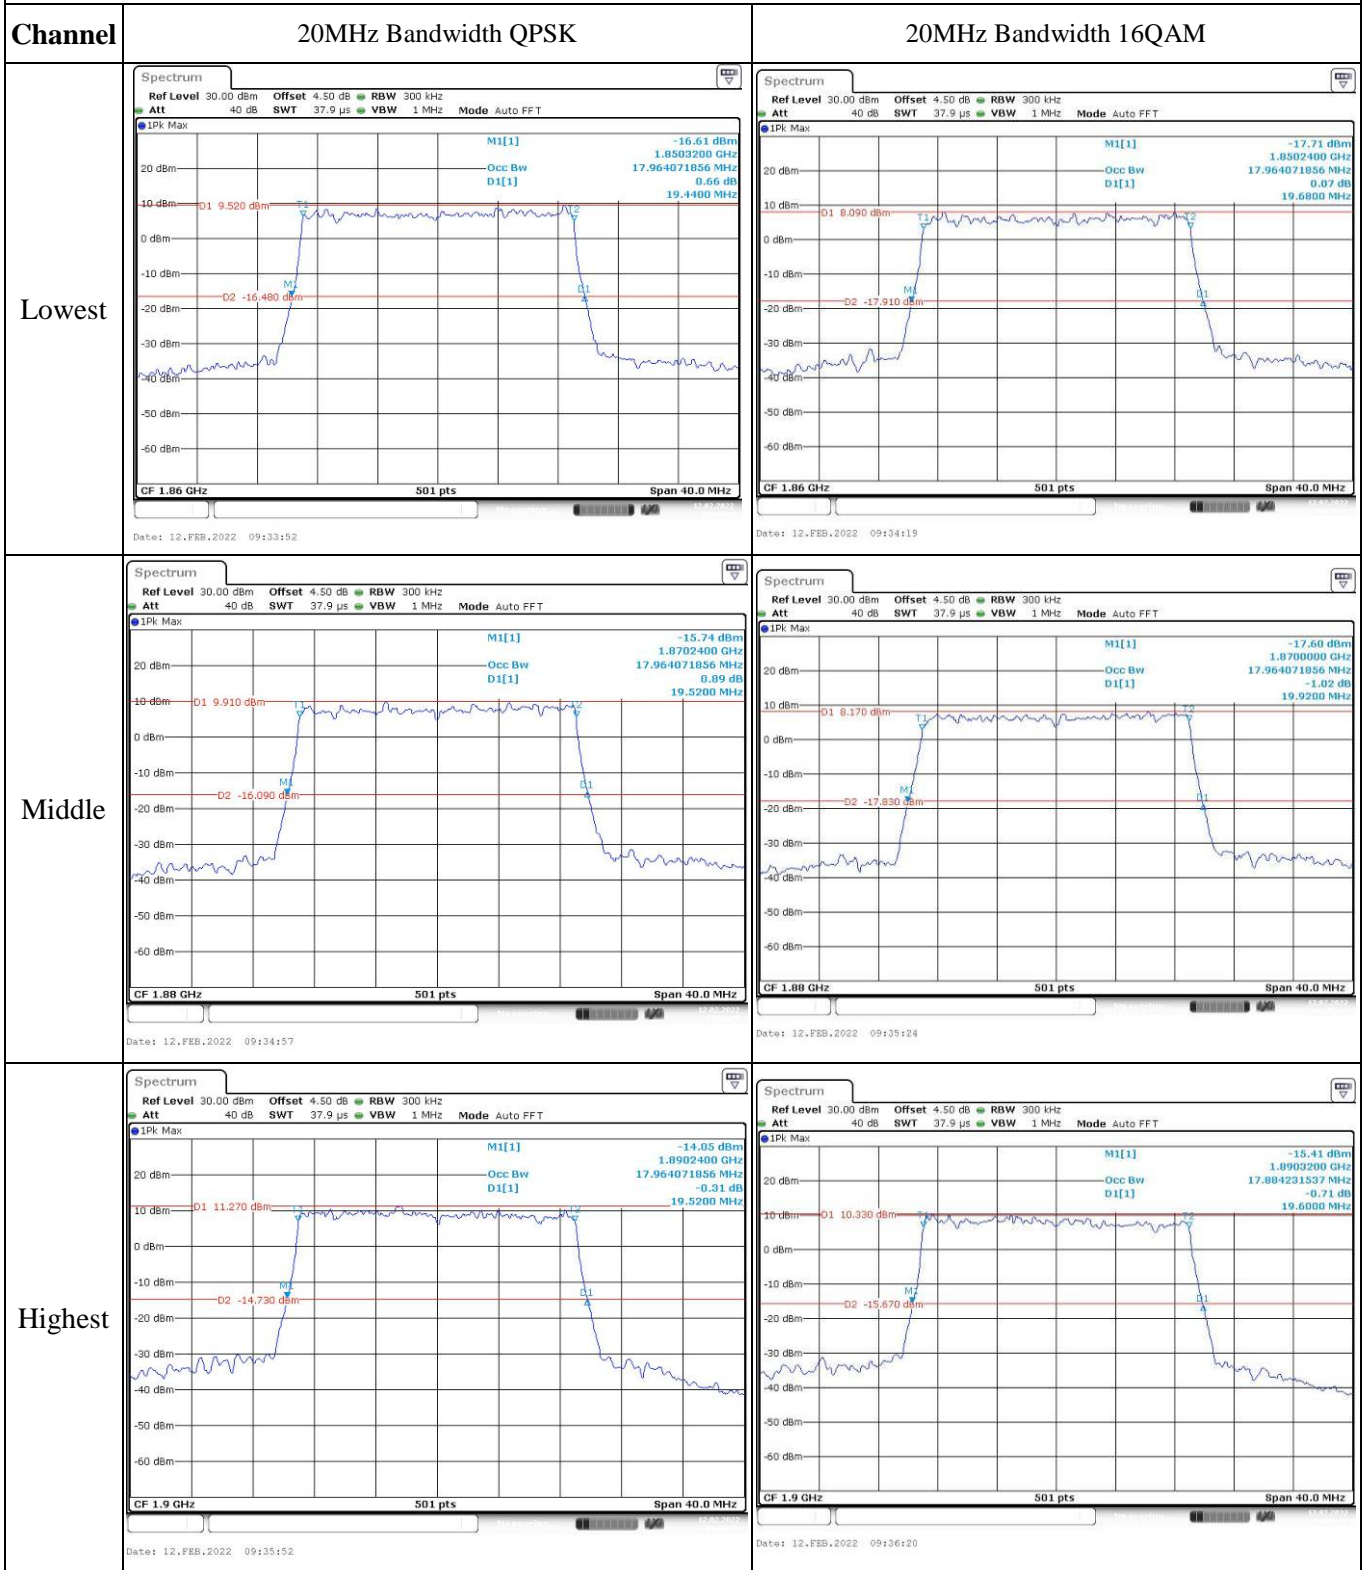 Channel 20MHz Bandwidth QPSK 20MHz Bandwidth 16QAM
Lowest
Spectrum
Ref Level 30.00 dBm Offset 4.50 dB RBW 300 kHz
Att 40 dB SWT 37.9 µs VBW 1 MHz Mode Auto FFT
1Pk Max
M1[1] -16.61 dBm
1.8503200 GHz
20 dBm
Occ Bw 17.964071856 MHz
D1[1] 0.66 dB
19.4400 MHz
10 dBm D1 9.520 dBm
T1 T2
0 dBm
-10 dBm
M1
D2 -16.480 dBm D1
-20 dBm
-30 dBm
-40 dBm
-50 dBm
-60 dBm
CF 1.86 GHz 501 pts Span 40.0 MHz
Date: 12.FEB.2022 09:33:52
Spectrum
Ref Level 30.00 dBm Offset 4.50 dB RBW 300 kHz
Att 40 dB SWT 37.9 µs VBW 1 MHz Mode Auto FFT
1Pk Max
M1[1] -17.71 dBm
1.8502400 GHz
20 dBm
Occ Bw 17.964071856 MHz
D1[1] 0.07 dB
19.6800 MHz
10 dBm
D1 8.090 dBm
T1 T2
0 dBm
-10 dBm
M1 D1
D2 -17.910 dBm
-20 dBm
-30 dBm
-40 dBm
-50 dBm
-60 dBm
CF 1.86 GHz 501 pts Span 40.0 MHz
Date: 12.FEB.2022 09:34:19
Middle
Spectrum
Ref Level 30.00 dBm Offset 4.50 dB RBW 300 kHz
Att 40 dB SWT 37.9 µs VBW 1 MHz Mode Auto FFT
1Pk Max
M1[1] -15.74 dBm
1.8702400 GHz
20 dBm
Occ Bw 17.964071856 MHz
D1[1] 0.89 dB
19.5200 MHz
10 dBm D1 9.910 dBm
T1 T2
0 dBm
-10 dBm
M1 D1
D2 -16.090 dBm
-20 dBm
-30 dBm
-40 dBm
-50 dBm
-60 dBm
CF 1.88 GHz 501 pts Span 40.0 MHz
Date: 12.FEB.2022 09:34:57
Spectrum
Ref Level 30.00 dBm Offset 4.50 dB RBW 300 kHz
Att 40 dB SWT 37.9 µs VBW 1 MHz Mode Auto FFT
1Pk Max
M1[1] -17.60 dBm
1.8700000 GHz
20 dBm
Occ Bw 17.964071856 MHz
D1[1] -1.02 dB
19.9200 MHz
10 dBm
D1 8.170 dBm
T1 T2
0 dBm
-10 dBm
M1 D1
D2 -17.830 dBm
-20 dBm
-30 dBm
-40 dBm
-50 dBm
-60 dBm
CF 1.88 GHz 501 pts Span 40.0 MHz
Date: 12.FEB.2022 09:35:24
Highest
Spectrum
Ref Level 30.00 dBm Offset 4.50 dB RBW 300 kHz
Att 40 dB SWT 37.9 µs VBW 1 MHz Mode Auto FFT
1Pk Max
M1[1] -14.05 dBm
1.8902400 GHz
20 dBm
Occ Bw 17.964071856 MHz
D1[1] -0.31 dB
19.5200 MHz
D1 11.270 dBm
10 dBm
T1 T2
0 dBm
-10 dBm
M1 D1
D2 -14.730 dBm
-20 dBm
-30 dBm
-40 dBm
-50 dBm
-60 dBm
CF 1.9 GHz 501 pts Span 40.0 MHz
Date: 12.FEB.2022 09:35:52
Spectrum
Ref Level 30.00 dBm Offset 4.50 dB RBW 300 kHz
Att 40 dB SWT 37.9 µs VBW 1 MHz Mode Auto FFT
1Pk Max
M1[1] -15.41 dBm
1.8903200 GHz
20 dBm
Occ Bw 17.884231537 MHz
D1[1] -0.71 dB
19.6000 MHz
10 dBm D1 10.330 dBm
T1 T2
0 dBm
-10 dBm
M1 D1
D2 -15.670 dBm
-20 dBm
-30 dBm
-40 dBm
-50 dBm
-60 dBm
CF 1.9 GHz 501 pts Span 40.0 MHz
Date: 12.FEB.2022 09:36:20